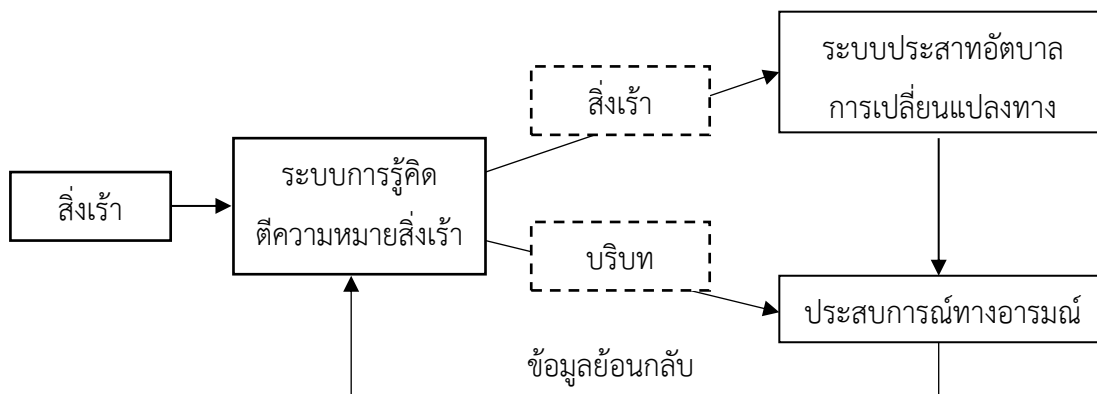 ระบบประสาทอัตบาล
การเปลี่ยนแปลงทาง
สิ่งเร้า
ระบบการรู้คิด
ตีความหมายสิ่งเร้า
สิ่งเร้า
บริบท
ประสบการณ์ทางอารมณ์
ข้อมูลย้อนกลับ